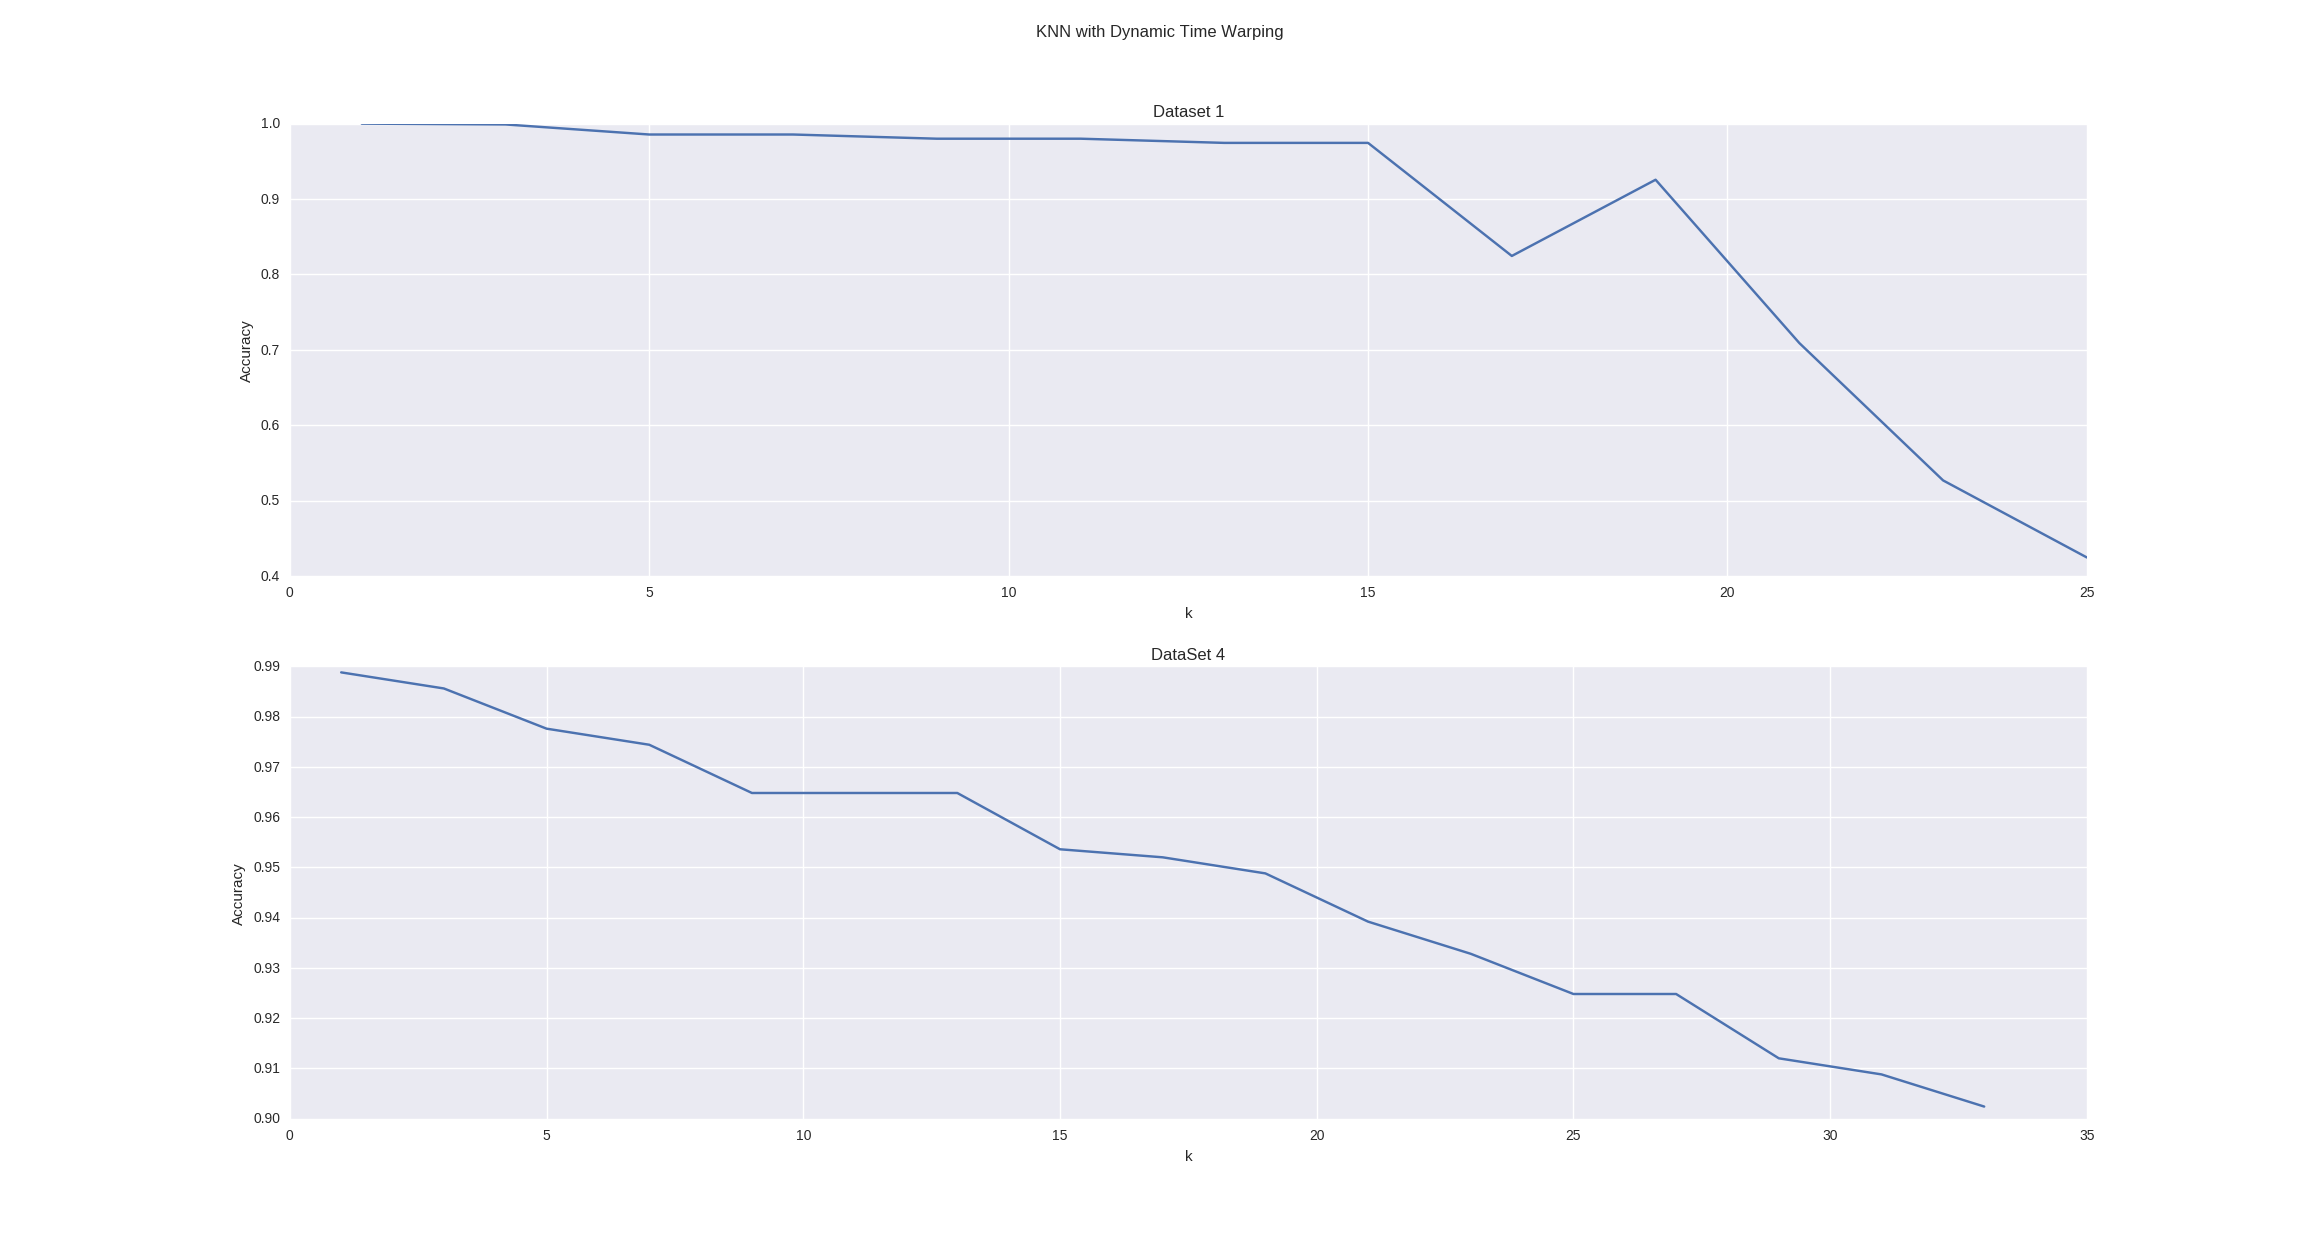 KNN with Dynamic Time Warping
Dataset 1
1.0
0.9
0.8
0.7
0.6
0.5
0.4
Accuracy
0 5 10 15 20 25
k
DataSet 4
0.99
0.98
0.97
0.96
0.95
0.94
0.93
0.92
0.91
0.90
Accuracy
0 5 10 15 20 25 30 35
k